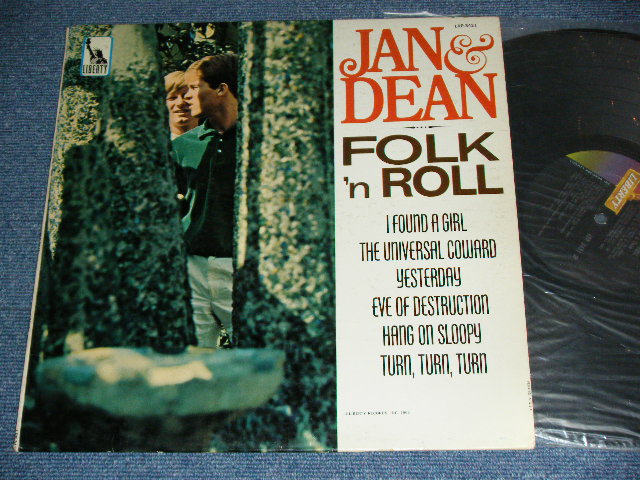 LIBERTY
JAN &
DEAN
FOLK
'n ROLL
I FOUND A GIRL
THE UNIVERSAL COWARD
YESTERDAY
EVE OF DESTRUCTION
HANG ON SLOOPY
TURN, TURN, TURN
LIBERTY